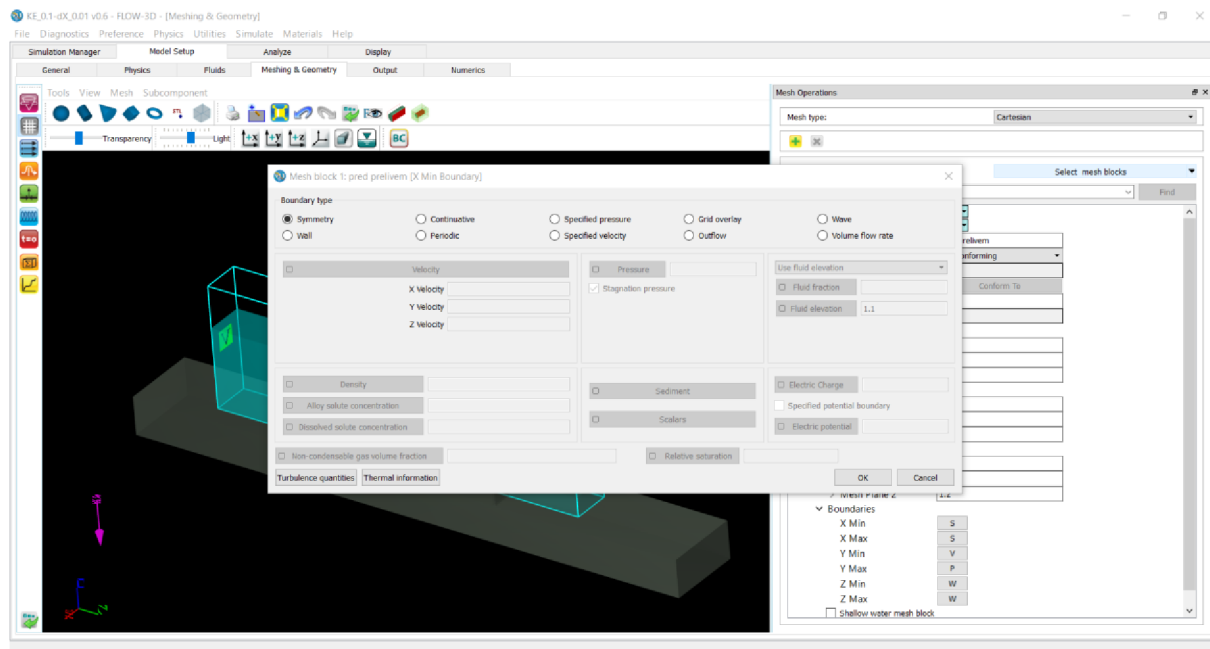 KE_0.1-dX_0.01 v0.6 - FLOW-3D - [Meshing & Geometry]
File Diagnostics Preference Physics Utilities Simulate Materials Help
Simulation Manager Model Setup Analyze Display
General Physics Fluids Meshing & Geometry Output Numerics
Tools View Mesh Subcomponent
Mesh Operations
Mesh type: Cartesian
Transparency Light +X +Y +Z BC
Select mesh blocks
Find
Mesh block 1: pred prelivem [X Min Boundary]
Boundary type
Symmetry Continuative Specified pressure Grid overlay Wave
Wall Periodic Specified velocity Outflow Volume flow rate
relivem
onforming
Conform To
Velocity
X Velocity
Y Velocity
Z Velocity
Pressure
Stagnation pressure
Use fluid elevation
Fluid fraction
Fluid elevation 1.1
Density
Alloy solute concentration
Dissolved solute concentration
Sediment
Scalars
Electric Charge
Specified potential boundary
Electric potential
Non-condensable gas volume fraction Relative saturation
Turbulence quantities Thermal information OK Cancel
t=0
V
Mesh Plane 2 1.2
Boundaries
X Min S
X Max S
Y Min V
Y Max P
Z Min W
Z Max W
Shallow water mesh block